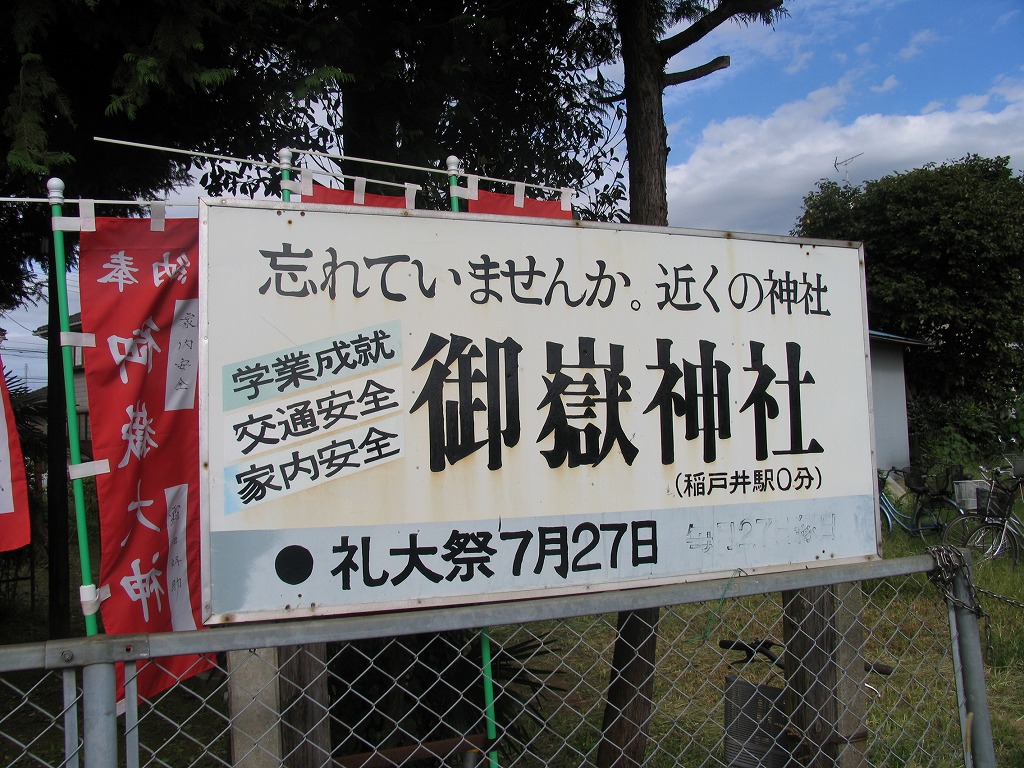 忘れていませんか。近くの神社
学業成就
交通安全
家内安全
御嶽神社
(稲戸井駅0分)
●礼大祭7月27日
奉納
御嶽大神
家内安全